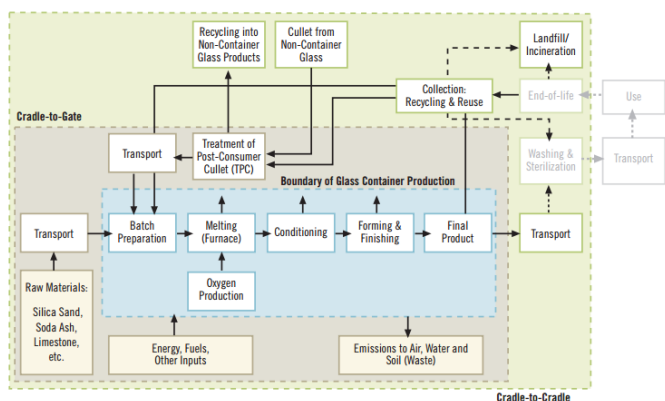 Recycling into
Non-Container
Glass Products
Cullet from
Non-Container
Glass
Landfill/
Incineration
Collection:
Recycling & Reuse
End-of-life
Use
Cradle-to-Gate
Transport
Treatment of
Post-Consumer
Cullet (TPC)
Washing &
Sterilization
Transport
Boundary of Glass Container Production
Transport
Batch
Preparation
Melting
(Furnace)
Conditioning
Forming &
Finishing
Final
Product
Transport
Raw Materials:
Silica Sand,
Soda Ash,
Limestone,
etc.
Oxygen
Production
Energy, Fuels,
Other Inputs
Emissions to Air, Water and
Soil (Waste)
Cradle-to-Cradle